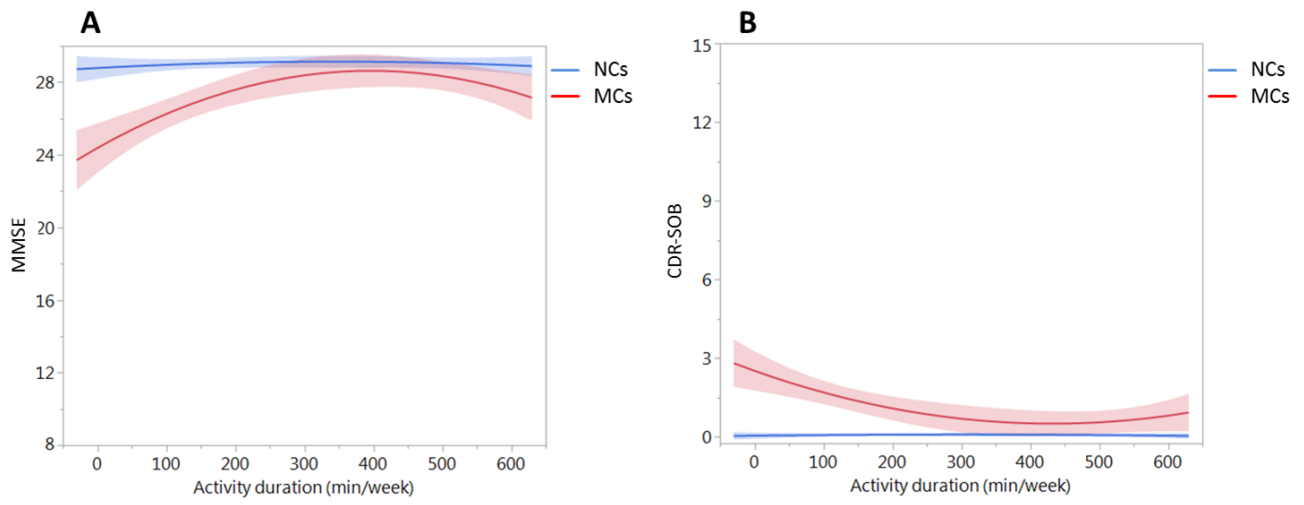 A
B
28
24
20
16
12
8
MMSE
0 100 200 300 400 500 600
Activity duration (min/week)
NCs
MCs
15
12
9
6
3
0
CDR-SOB
0 100 200 300 400 500 600
Activity duration (min/week)
NCs
MCs